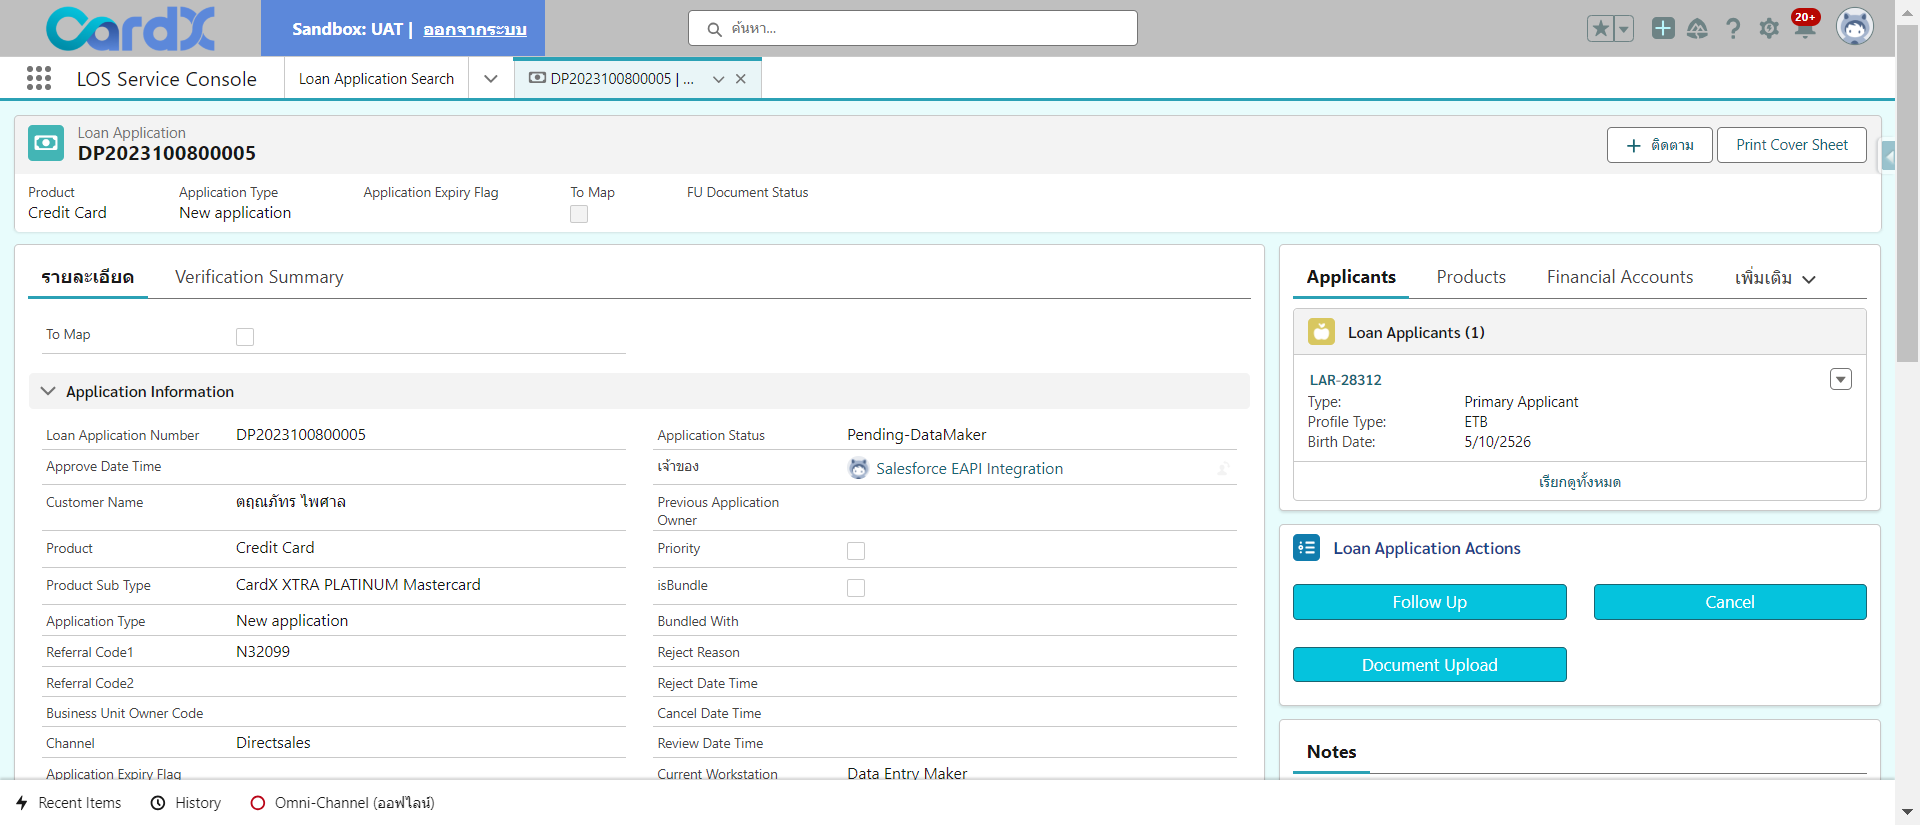 CardX
Sandbox: UAT | ออกจากระบบ
ค้นหา...
20+
LOS Service Console
Loan Application Search
DP2023100800005 | ...
Loan Application
DP2023100800005
ติดตาม
Print Cover Sheet
Product
Application Type
Application Expiry Flag
To Map
FU Document Status
Credit Card
New application
รายละเอียด
Verification Summary
To Map
Application Information
Loan Application Number
DP2023100800005
Application Status
Pending-DataMaker
Approve Date Time
เจ้าของ
Salesforce EAPI Integration
Customer Name
ตฤณภัทร ไพศาล
Previous Application
Owner
Product
Credit Card
Priority
Product Sub Type
CardX XTRA PLATINUM Mastercard
isBundle
Application Type
New application
Bundled With
Referral Code1
N32099
Reject Reason
Referral Code2
Reject Date Time
Business Unit Owner Code
Cancel Date Time
Channel
Directsales
Review Date Time
Application Expiry Flag
Current Workstation
Data Entry Maker
Applicants
Products
Financial Accounts
เพิ่มเติม
Loan Applicants (1)
LAR-28312
Type:
Primary Applicant
Profile Type:
ETB
Birth Date:
5/10/2526
เรียกดูทั้งหมด
Loan Application Actions
Follow Up
Cancel
Document Upload
Notes
Recent Items
History
Omni-Channel (ออฟไลน์)